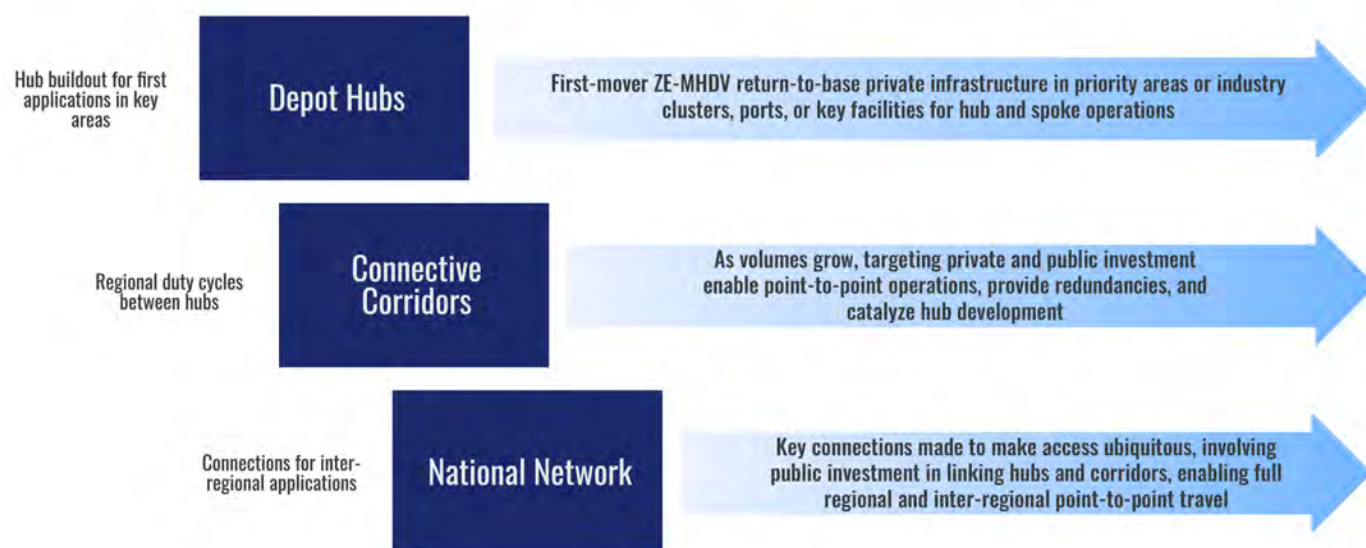 Hub buildout for first
applications in key
areas
Depot Hubs
First-mover ZE-MHDV return-to-base private infrastructure in priority areas or industry
clusters, ports, or key facilities for hub and spoke operations
Regional duty cycles
between hubs
Connective
Corridors
As volumes grow, targeting private and public investment
enable point-to-point operations, provide redundancies, and
catalyze hub development
Connections for inter-
regional applications
National Network
Key connections made to make access ubiquitous, involving
public investment in linking hubs and corridors, enabling full
regional and inter-regional point-to-point travel